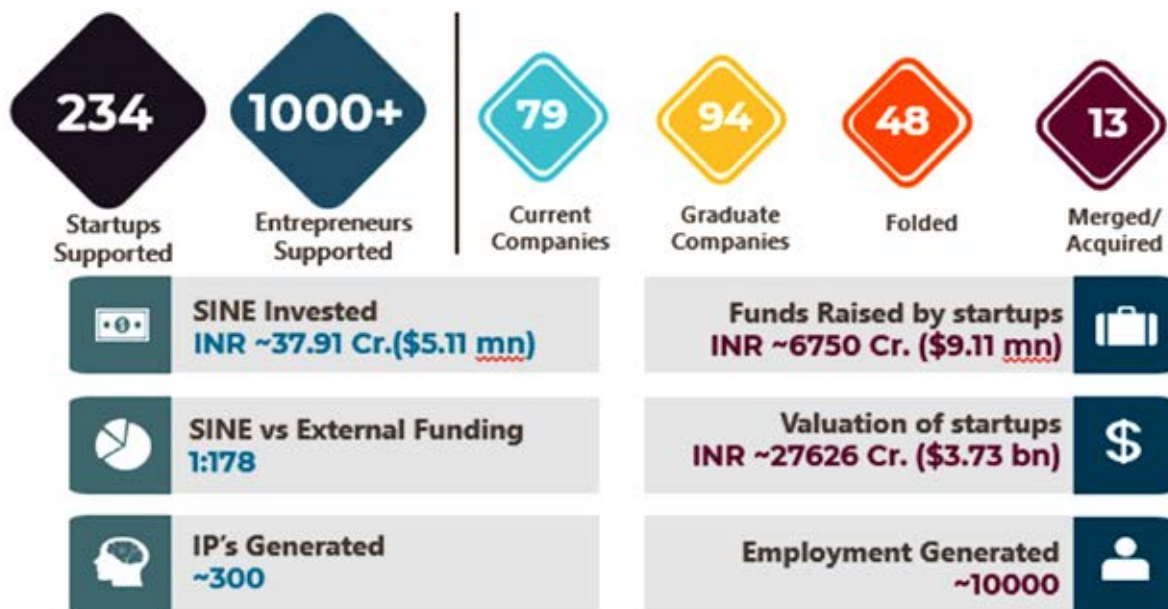 234
1000+
79
94
48
13
Startups
Supported
Entrepreneurs
Supported
Current
Companies
Graduate
Companies
Folded
Merged/
Acquired
SINE Invested
INR ~37.91 Cr.($5.11 mn)
Funds Raised by startups
INR ~6750 Cr. ($9.11 mn)
SINE vs External Funding
1:178
Valuation of startups
INR ~27626 Cr. ($3.73 bn)
$
IP's Generated
~300
Employment Generated
~10000